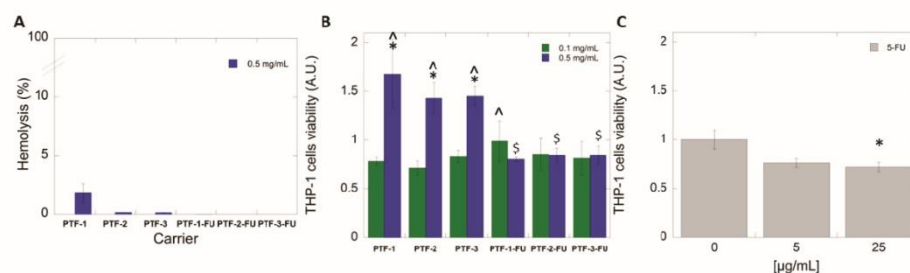 A
Hemolysis (%)
100
10
5
0
0.5 mg/mL
PTF-1 PTF-2 PTF-3 PTF-1-FU PTF-2-FU PTF-3-FU
Carrier
B
THP-1 cells viability (A.U.)
2
1.5
1
0.5
0
0.1 mg/mL
0.5 mg/mL
^ ^ ^ ^
* * * $ $ $
PTF-1 PTF-2 PTF-3 PTF-1-FU PTF-2-FU PTF-3-FU
C
THP-1 cells viability (A.U.)
2
1.5
1
0.5
0
5-FU
*
0 5 25
[µg/mL]